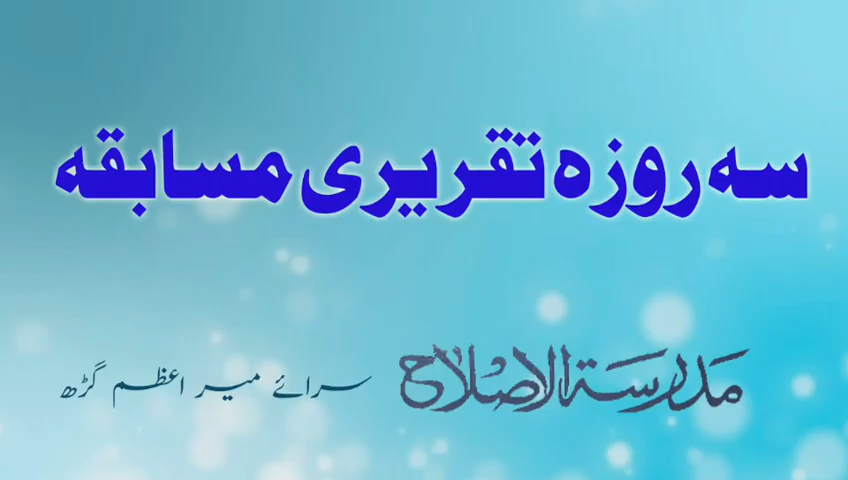 سہ روزہ تقریری مسابقہ
مدرسۃ الاصلاح سرائے میر اعظم گڑھ